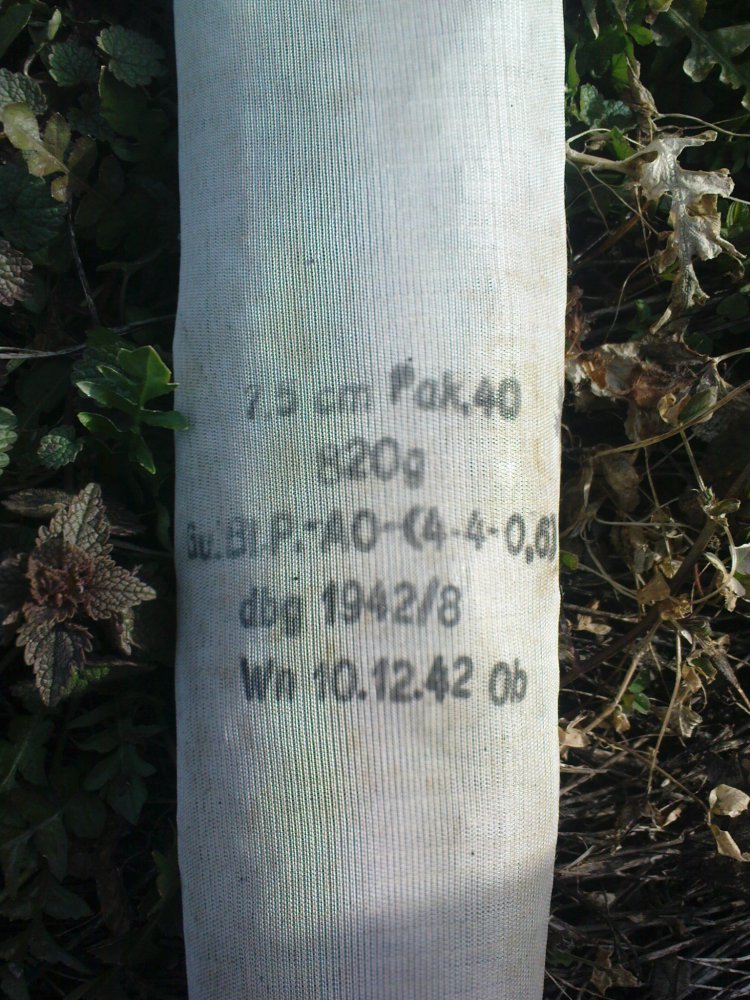 7.5 cm Pak.40
820g
Gu.Bl.P.-A0-(4-4-0,6)
dbg 1942/8
Wn 10.12.42 0b